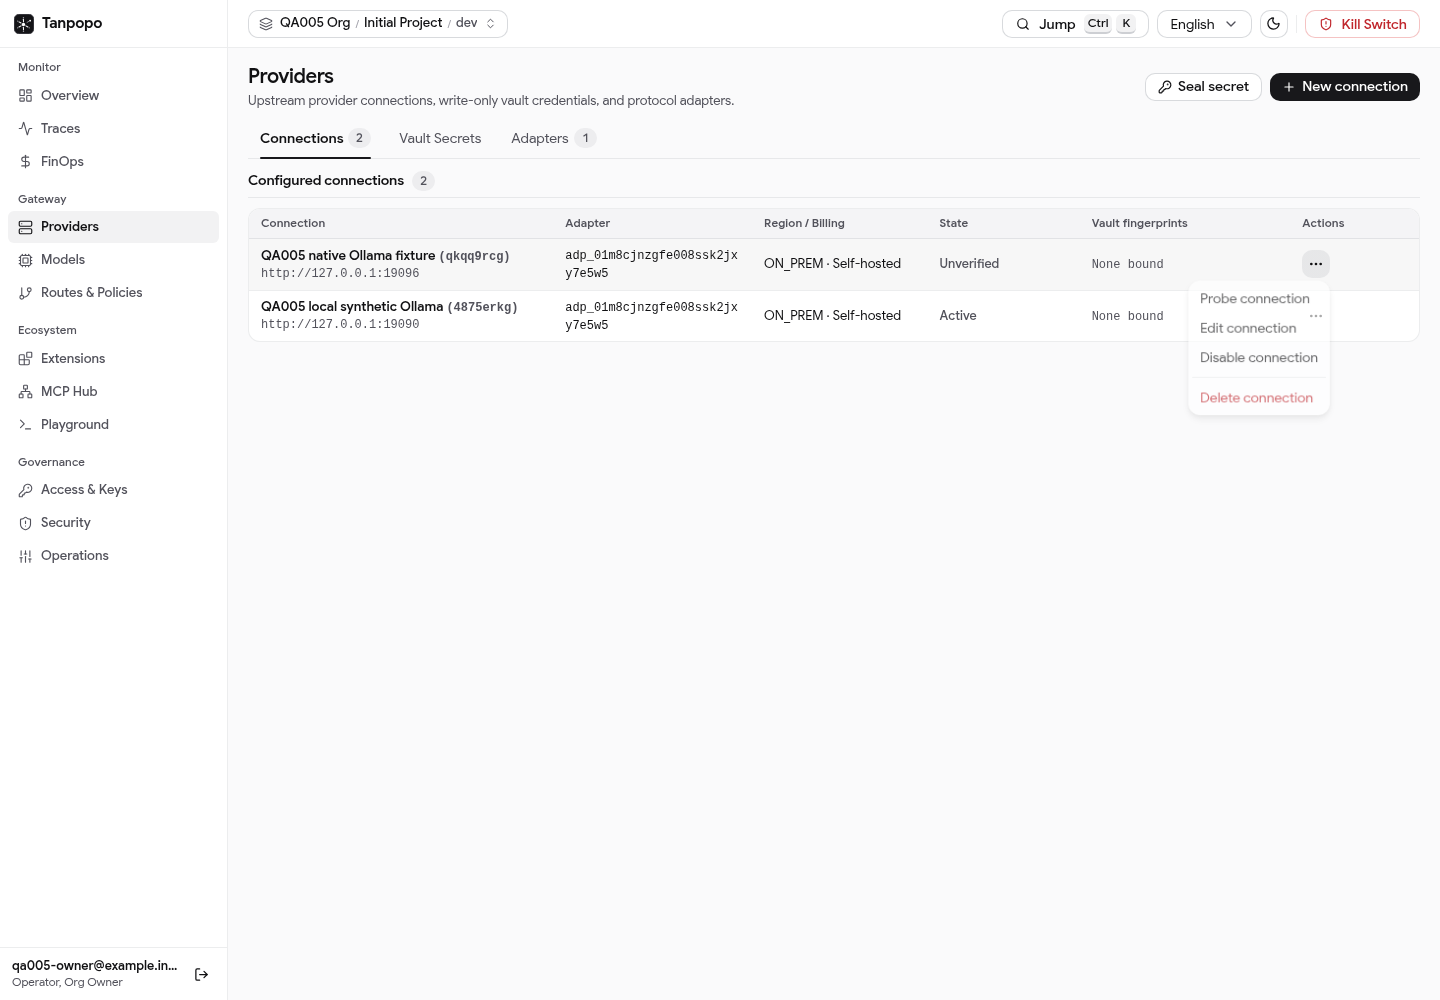 Tanpopo
QA005 Org / Initial Project / dev
Jump Ctrl K
English
Kill Switch
Monitor
Overview
Traces
FinOps
Gateway
Providers
Models
Routes & Policies
Ecosystem
Extensions
MCP Hub
Playground
Governance
Access & Keys
Security
Operations
qa005-owner@example.in...
Operator, Org Owner
Providers
Upstream provider connections, write-only vault credentials, and protocol adapters.
Seal secret
New connection
Connections 2 Vault Secrets Adapters 1
Configured connections 2
Connection Adapter Region / Billing State Vault fingerprints Actions
QA005 native Ollama fixture (qkqq9rcg)
http://127.0.0.1:19096
adp_01m8cjnzgfe008ssk2jx
y7e5w5
ON_PREM · Self-hosted
Unverified
None bound
QA005 local synthetic Ollama (4875erkg)
http://127.0.0.1:19090
adp_01m8cjnzgfe008ssk2jx
y7e5w5
ON_PREM · Self-hosted
Active
None bound
Probe connection
Edit connection
Disable connection
Delete connection